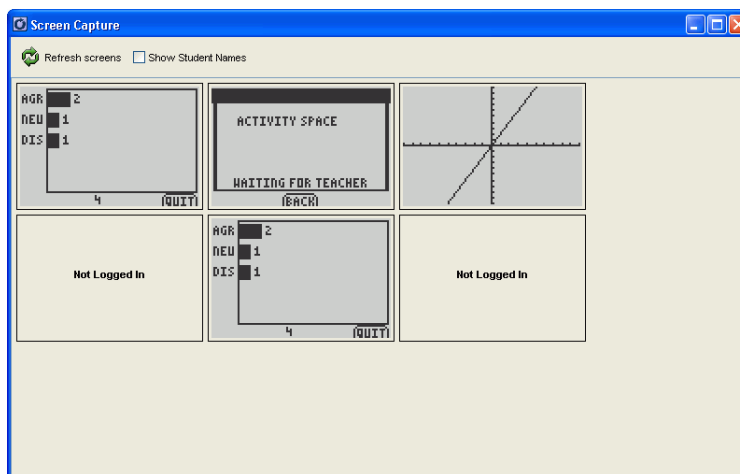 Screen Capture
Refresh screens Show Student Names
AGR 2
NEU 1
DIS 1
4 (QUIT)
ACTIVITY SPACE
WAITING FOR TEACHER
(BACK)
Not Logged In
AGR 2
NEU 1
DIS 1
4 (QUIT)
Not Logged In